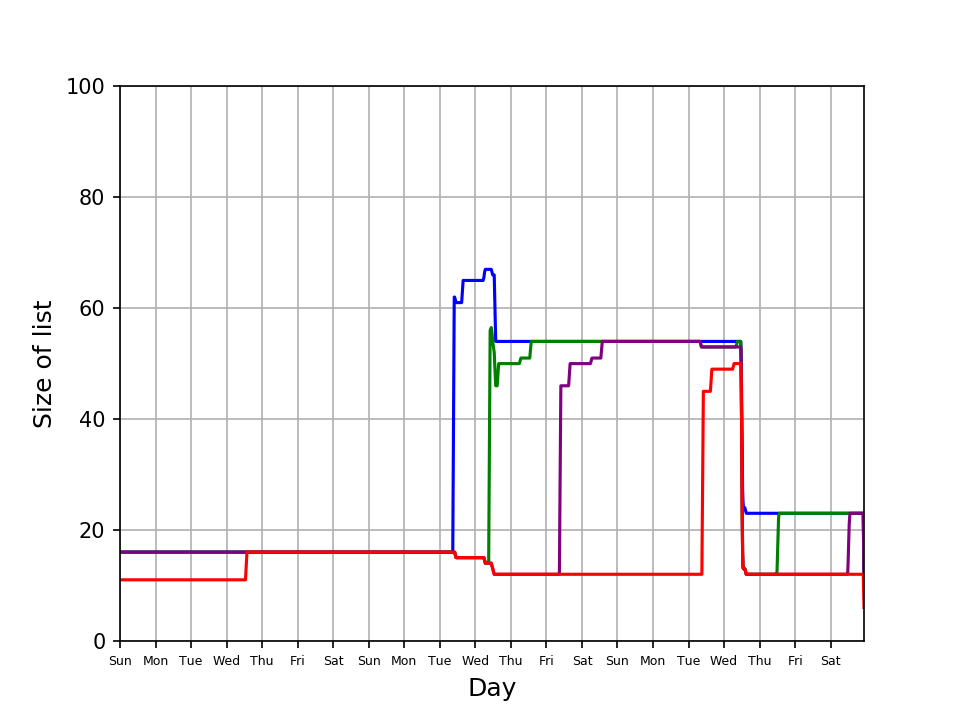 100
80
60
40
20
0
Size of list
Sun Mon Tue Wed Thu Fri Sat Sun Mon Tue Wed Thu Fri Sat Sun Mon Tue Wed Thu Fri Sat
Day